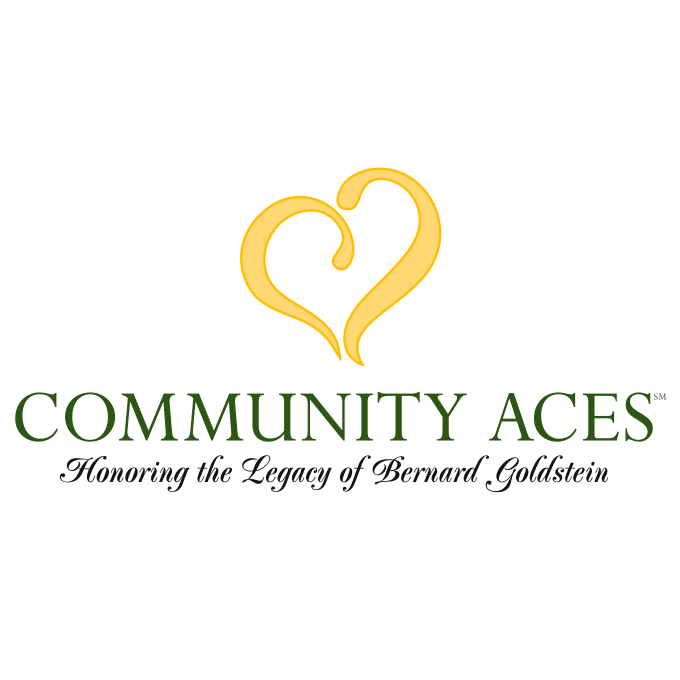 COMMUNITY ACES℠
Honoring the Legacy of Bernard Goldstein